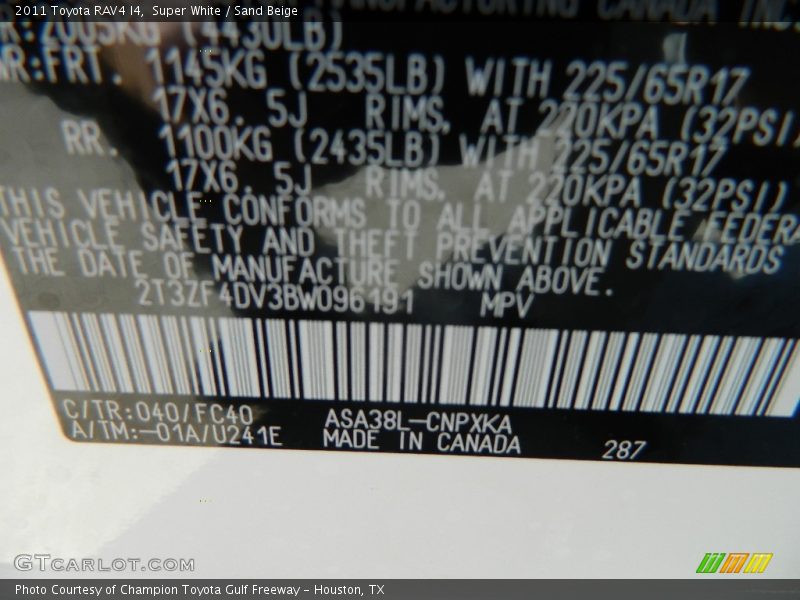 2011 Toyota RAV4 I4, Super White / Sand Beige
MANUFACTURING CANADA INC.
R:2005KG (4430LB)
WR:FRT. 1145KG (2535LB) WITH 225/65R17
17X6. 5J RIMS, AT 220KPA (32PSI)
RR. 1100KG (2435LB) WITH 225/65R17
17X6. 5J RIMS, AT 220KPA (32PSI)
THIS VEHICLE CONFORMS TO ALL APPLICABLE FEDERA
VEHICLE SAFETY AND THEFT PREVENTION STANDARDS
THE DATE OF MANUFACTURE SHOWN ABOVE.
2T3ZF4DV3BW096191 MPV
C/TR:040/FC40 ASA38L-CNPXKA
A/TM:-01A/U241E MADE IN CANADA 287
GTCARLOT.COM
Photo Courtesy of Champion Toyota Gulf Freeway - Houston, TX